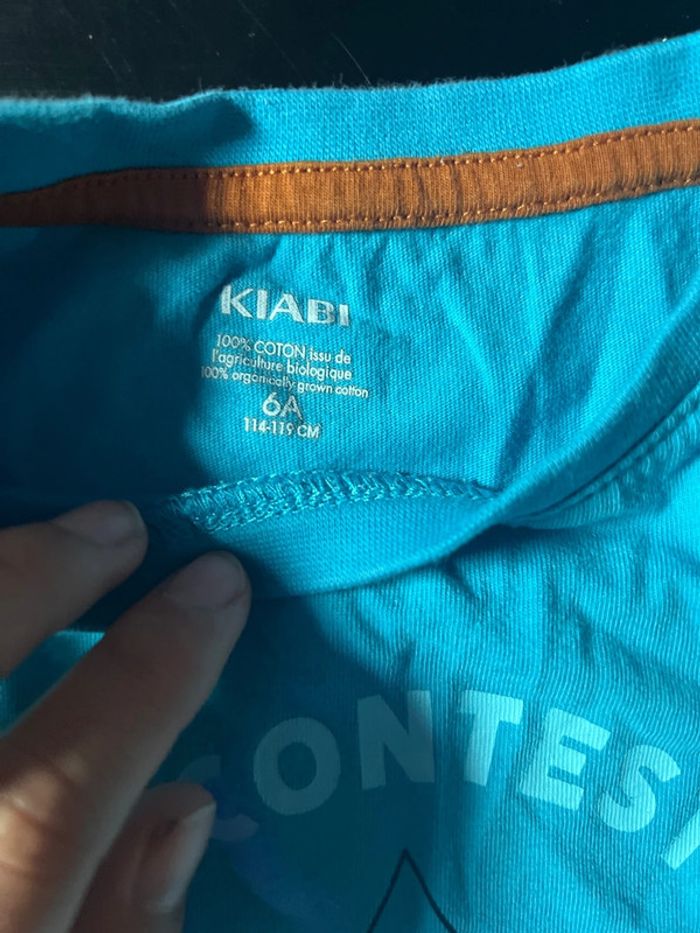 KIABI
100% COTON issu de
l'agriculture biologique
100% organically grown cotton
6A
114-119 CM
CONTES